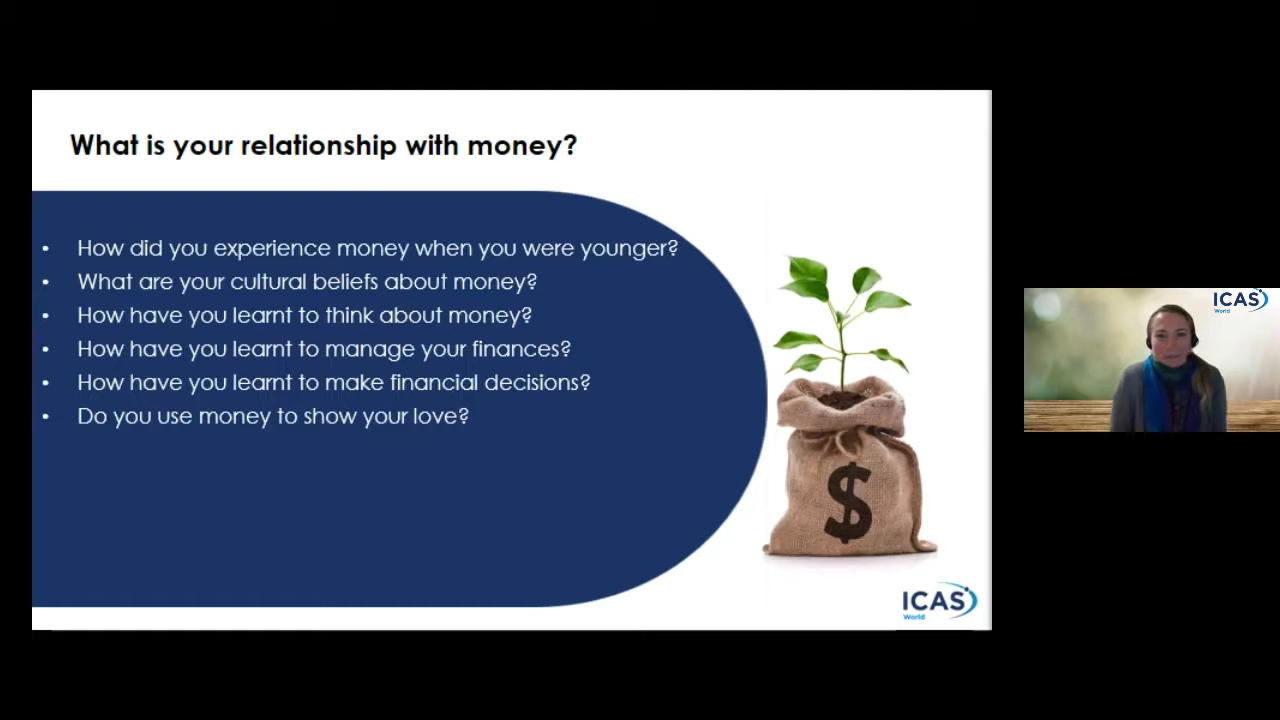 What is your relationship with money?
• How did you experience money when you were younger?
• What are your cultural beliefs about money?
• How have you learnt to think about money?
• How have you learnt to manage your finances?
• How have you learnt to make financial decisions?
• Do you use money to show your love?
$
ICAS
World
ICAS
World